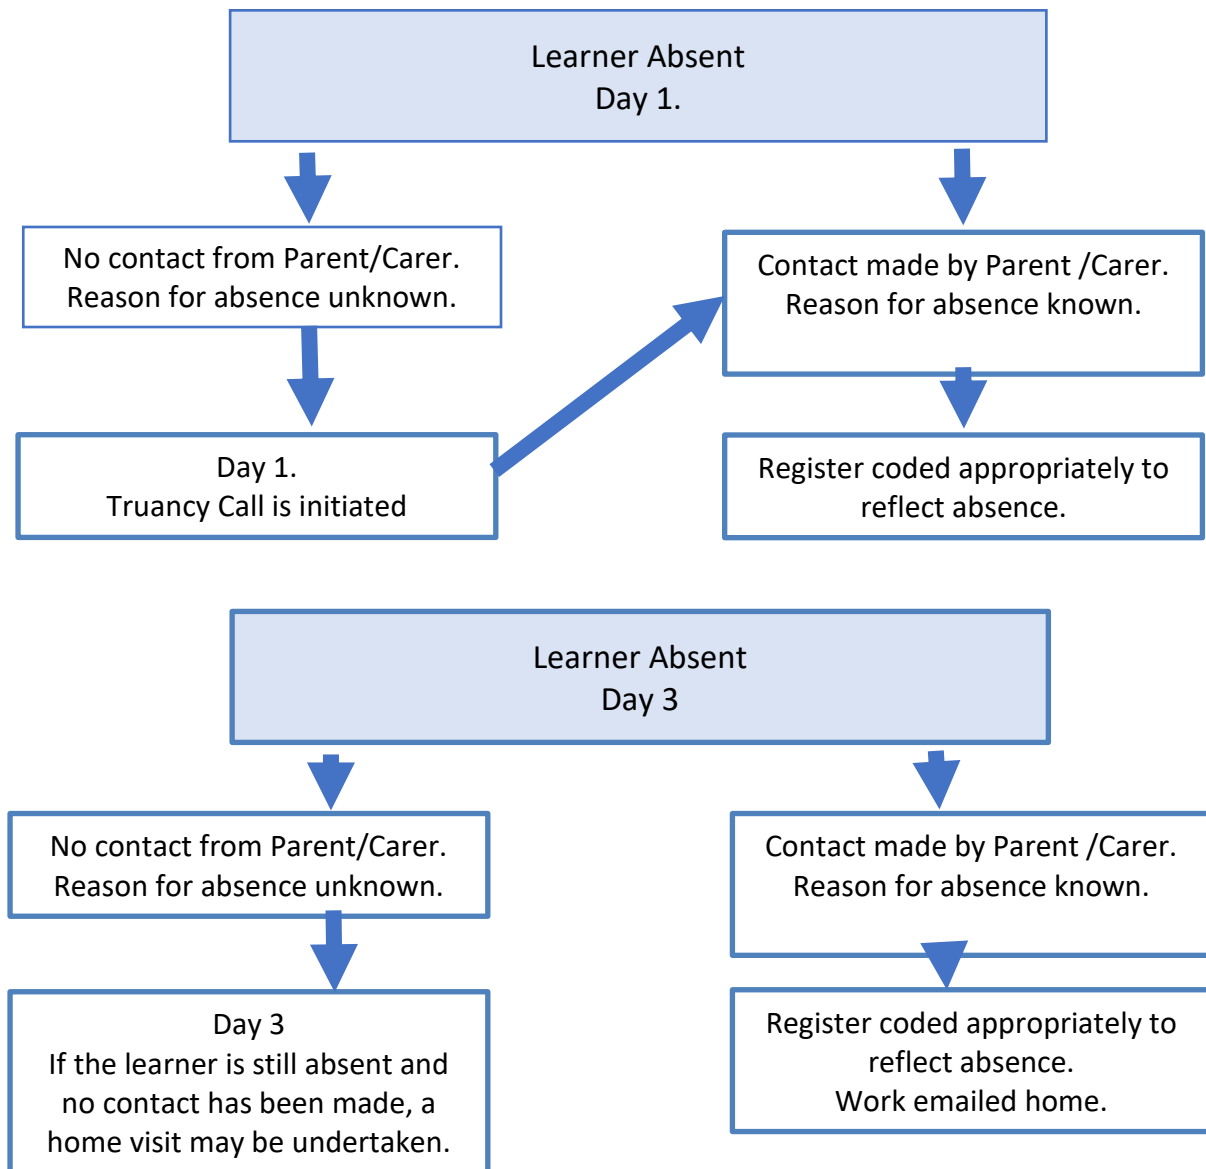 Learner Absent
Day 1.
No contact from Parent/Carer.
Reason for absence unknown.
Contact made by Parent /Carer.
Reason for absence known.
Day 1.
Truancy Call is initiated
Register coded appropriately to
reflect absence.
Learner Absent
Day 3
No contact from Parent/Carer.
Reason for absence unknown.
Contact made by Parent /Carer.
Reason for absence known.
Day 3
If the learner is still absent and
no contact has been made, a
home visit may be undertaken.
Register coded appropriately to
reflect absence.
Work emailed home.